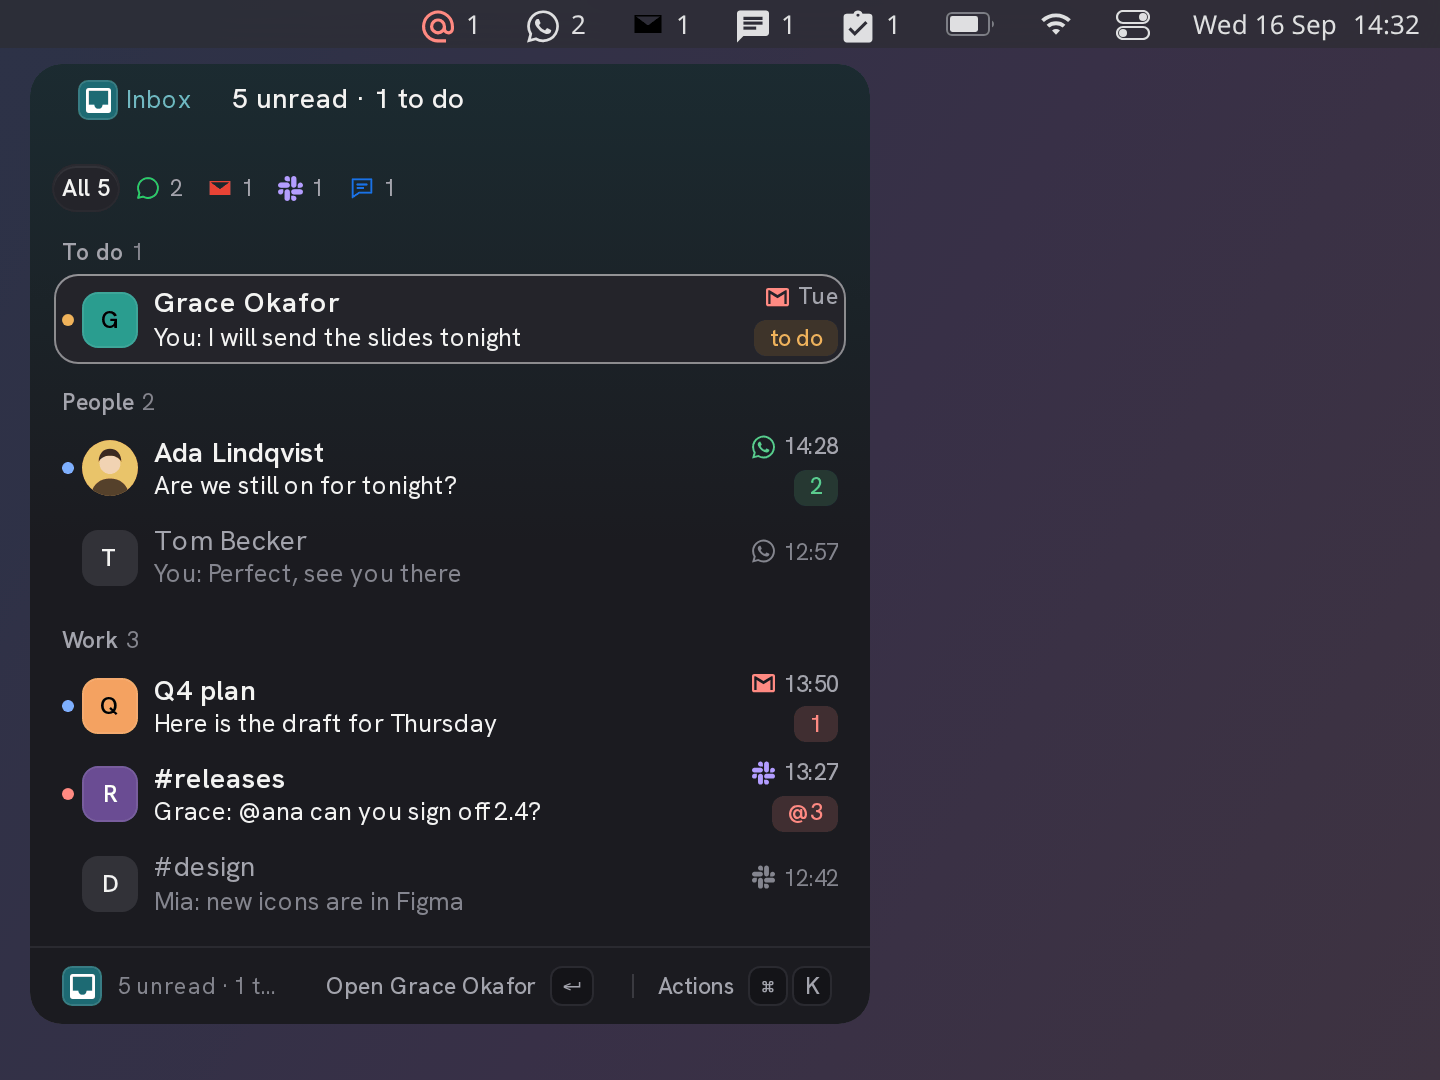 1 2 1 1 1 Wed 16 Sep 14:32
Inbox 5 unread · 1 to do
All 5 2 1 1 1
To do 1
G Grace Okafor Tue
You: I will send the slides tonight to do
People 2
Ada Lindqvist 14:28
Are we still on for tonight? 2
T Tom Becker 12:57
You: Perfect, see you there
Work 3
Q Q4 plan 13:50
Here is the draft for Thursday 1
R #releases 13:27
Grace: @ana can you sign off 2.4? @3
D #design 12:42
Mia: new icons are in Figma
5 unread · 1 t… Open Grace Okafor ↵ Actions ⌘ K